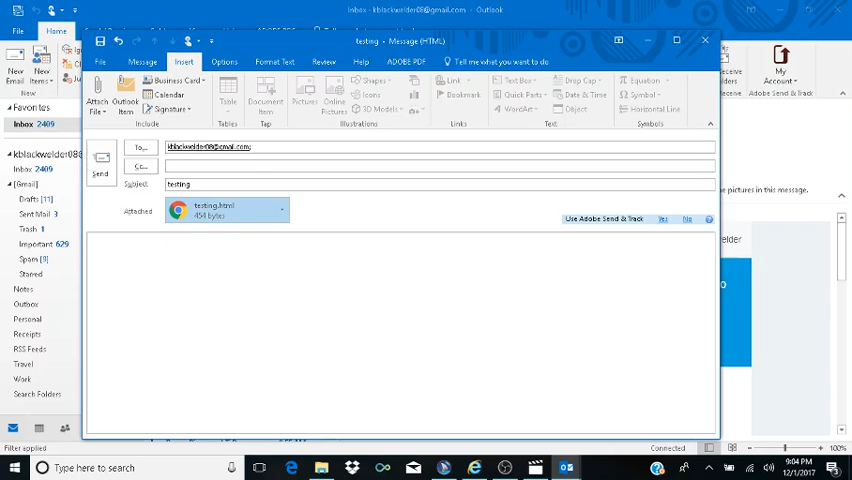 Inbox - kblackwelder08@gmail.com - Outlook
File
Home
New
Email
New
Items
Favorites
Inbox 2409
kblackwelder08
Inbox 2409
[Gmail]
Drafts [11]
Sent Mail 3
Trash 1
Important 629
Spam [9]
Starred
Notes
Outbox
Personal
Receipts
RSS Feeds
Travel
Work
Search Folders
testing - Message (HTML)
File Message Insert Options Format Text Review Help ADOBE PDF Tell me what you want to do
Attach
File
Outlook
Item
Business Card
Calendar
Signature
Include
Table
Tables
Document
Item
Tap
Pictures
Online
Pictures
Shapes
Icons
3D Models
Illustrations
Link
Bookmark
Links
Text Box
Quick Parts
WordArt
Drop Cap
Date & Time
Object
Text
Equation
Symbol
Horizontal Line
Symbols
Send
To... kblackwelder08@gmail.com;
Cc...
Subject testing
Attached testing.html
454 bytes
Use Adobe Send & Track Yes No
My
Account
Adobe Send & Track
e pictures in this message.
elder
Filter applied
Connected
100%
Type here to search
9:04 PM
12/1/2017